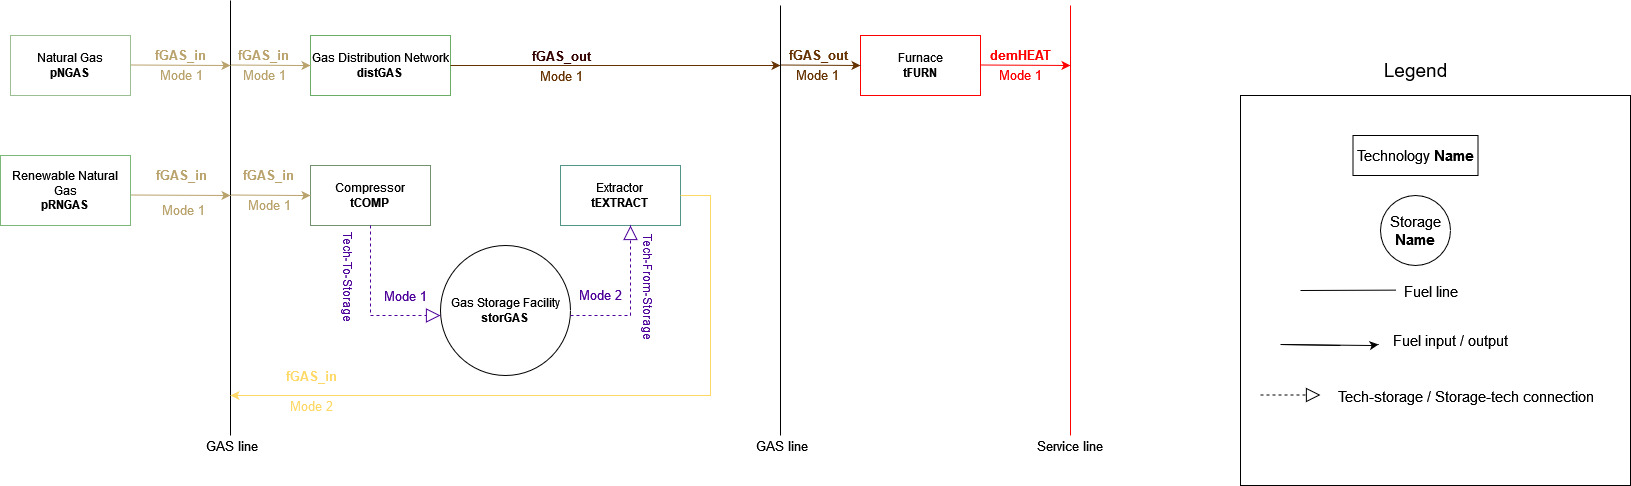 Natural Gas
pNGAS
fGAS_in
Mode 1
fGAS_in
Mode 1
Gas Distribution Network
distGAS
fGAS_out
Mode 1
fGAS_out
Mode 1
Furnace
tFURN
demHEAT
Mode 1
Renewable Natural
Gas
pRNGAS
fGAS_in
Mode 1
fGAS_in
Mode 1
Compressor
tCOMP
Extractor
tEXTRACT
Tech-To-Storage
Mode 1
Gas Storage Facility
storGAS
Mode 2
Tech-From-Storage
fGAS_in
Mode 2
GAS line
GAS line
Service line
Legend
Technology Name
Storage
Name
Fuel line
Fuel input / output
Tech-storage / Storage-tech connection